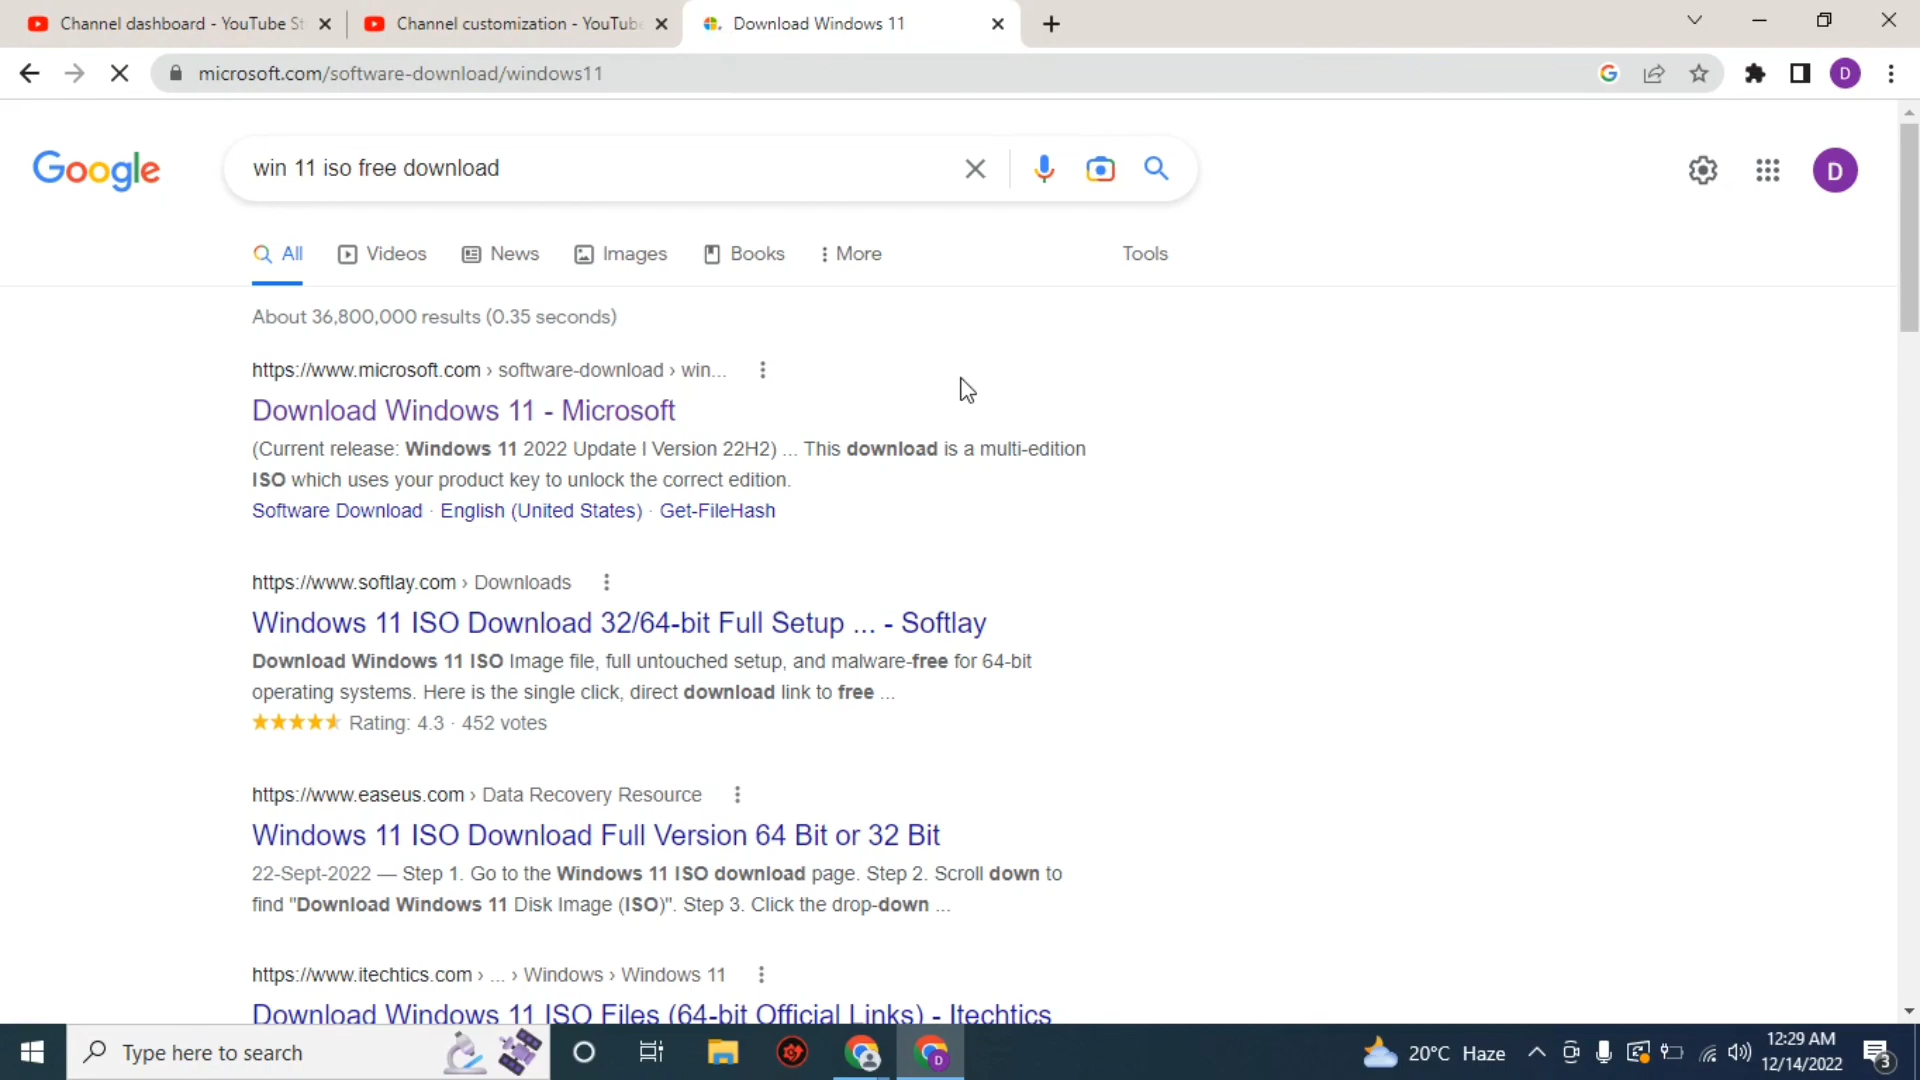 Channel dashboard - YouTube St
Channel customization - YouTube
Download Windows 11
microsoft.com/software-download/windows11
D
Google
win 11 iso free download
D
All
Videos
News
Images
Books
More
Tools
About 36,800,000 results (0.35 seconds)
https://www.microsoft.com › software-download › win...
Download Windows 11 - Microsoft
(Current release: Windows 11 2022 Update l Version 22H2) ... This download is a multi-edition
ISO which uses your product key to unlock the correct edition.
Software Download · English (United States) · Get-FileHash
https://www.softlay.com › Downloads
Windows 11 ISO Download 32/64-bit Full Setup ... - Softlay
Download Windows 11 ISO Image file, full untouched setup, and malware-free for 64-bit
operating systems. Here is the single click, direct download link to free ...
Rating: 4.3 · 452 votes
https://www.easeus.com › Data Recovery Resource
Windows 11 ISO Download Full Version 64 Bit or 32 Bit
22-Sept-2022 — Step 1. Go to the Windows 11 ISO download page. Step 2. Scroll down to
find "Download Windows 11 Disk Image (ISO)". Step 3. Click the drop-down ...
https://www.itechtics.com › ... › Windows › Windows 11
Download Windows 11 ISO Files (64-bit Official Links) - Itechtics
Type here to search
D
20°C Haze
12:29 AM
12/14/2022
3